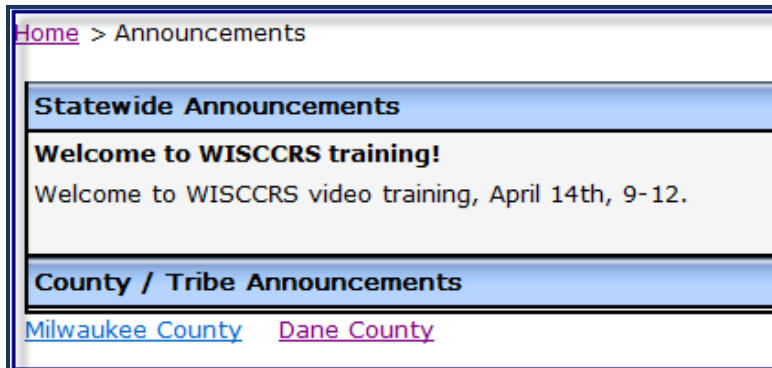 Home > Announcements
Statewide Announcements
Welcome to WISCCRS training!
Welcome to WISCCRS video training, April 14th, 9-12.
County / Tribe Announcements
Milwaukee County Dane County